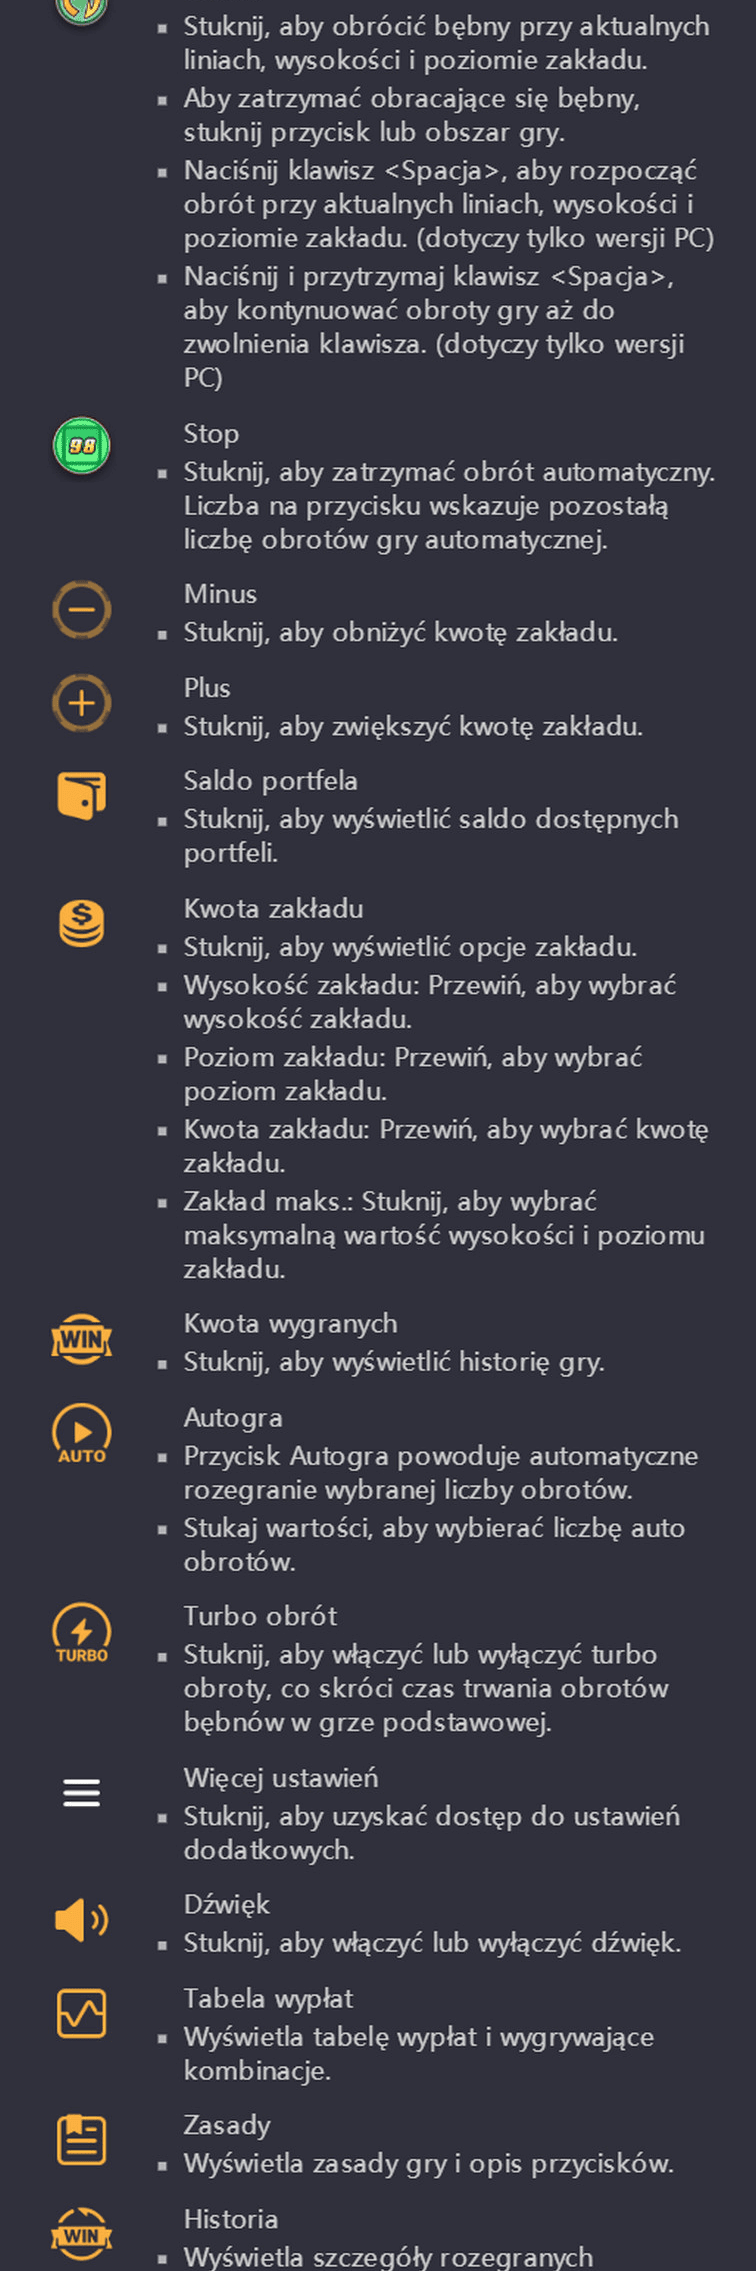 Stuknij, aby obrócić bębny przy aktualnych
liniach, wysokości i poziomie zakładu.
Aby zatrzymać obracające się bębny,
stuknij przycisk lub obszar gry.
Naciśnij klawisz <Spacja>, aby rozpocząć
obrót przy aktualnych liniach, wysokości i
poziomie zakładu. (dotyczy tylko wersji PC)
Naciśnij i przytrzymaj klawisz <Spacja>,
aby kontynuować obroty gry aż do
zwolnienia klawisza. (dotyczy tylko wersji
PC)
98
Stop
Stuknij, aby zatrzymać obrót automatyczny.
Liczba na przycisku wskazuje pozostałą
liczbę obrotów gry automatycznej.
Minus
Stuknij, aby obniżyć kwotę zakładu.
Plus
Stuknij, aby zwiększyć kwotę zakładu.
Saldo portfela
Stuknij, aby wyświetlić saldo dostępnych
portfeli.
Kwota zakładu
Stuknij, aby wyświetlić opcje zakładu.
Wysokość zakładu: Przewiń, aby wybrać
wysokość zakładu.
Poziom zakładu: Przewiń, aby wybrać
poziom zakładu.
Kwota zakładu: Przewiń, aby wybrać kwotę
zakładu.
Zakład maks.: Stuknij, aby wybrać
maksymalną wartość wysokości i poziomu
zakładu.
WIN
Kwota wygranych
Stuknij, aby wyświetlić historię gry.
AUTO
Autogra
Przycisk Autogra powoduje automatyczne
rozegranie wybranej liczby obrotów.
Stukaj wartości, aby wybierać liczbę auto
obrotów.
TURBO
Turbo obrót
Stuknij, aby włączyć lub wyłączyć turbo
obroty, co skróci czas trwania obrotów
bębnów w grze podstawowej.
Więcej ustawień
Stuknij, aby uzyskać dostęp do ustawień
dodatkowych.
Dźwięk
Stuknij, aby włączyć lub wyłączyć dźwięk.
Tabela wypłat
Wyświetla tabelę wypłat i wygrywające
kombinacje.
Zasady
Wyświetla zasady gry i opis przycisków.
WIN
Historia
Wyświetla szczegóły rozegranych